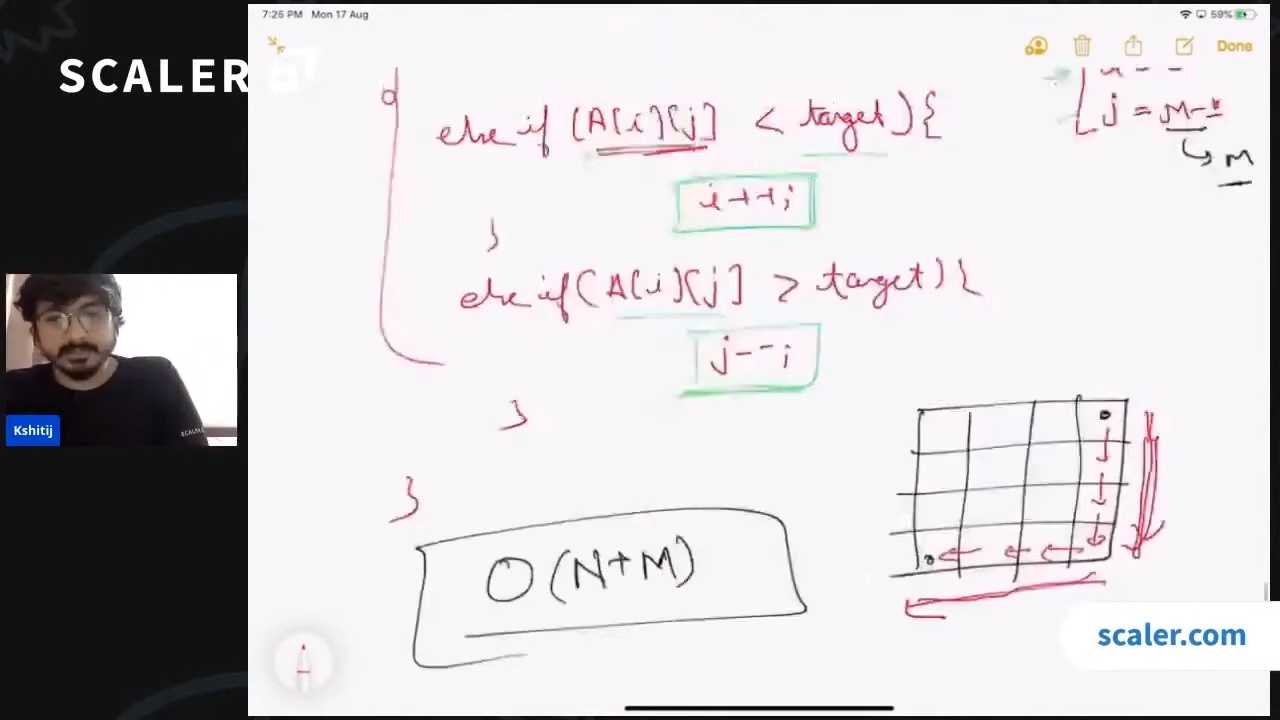 7:25 PM Mon 17 Aug
59%
SCALER
Done
j = M-1
M
else if (A[i][j] < target){
i++;
}
else if (A[i][j] > target){
j--;
}
}
O(N+M)
Kshitij
SCALER
scaler.com